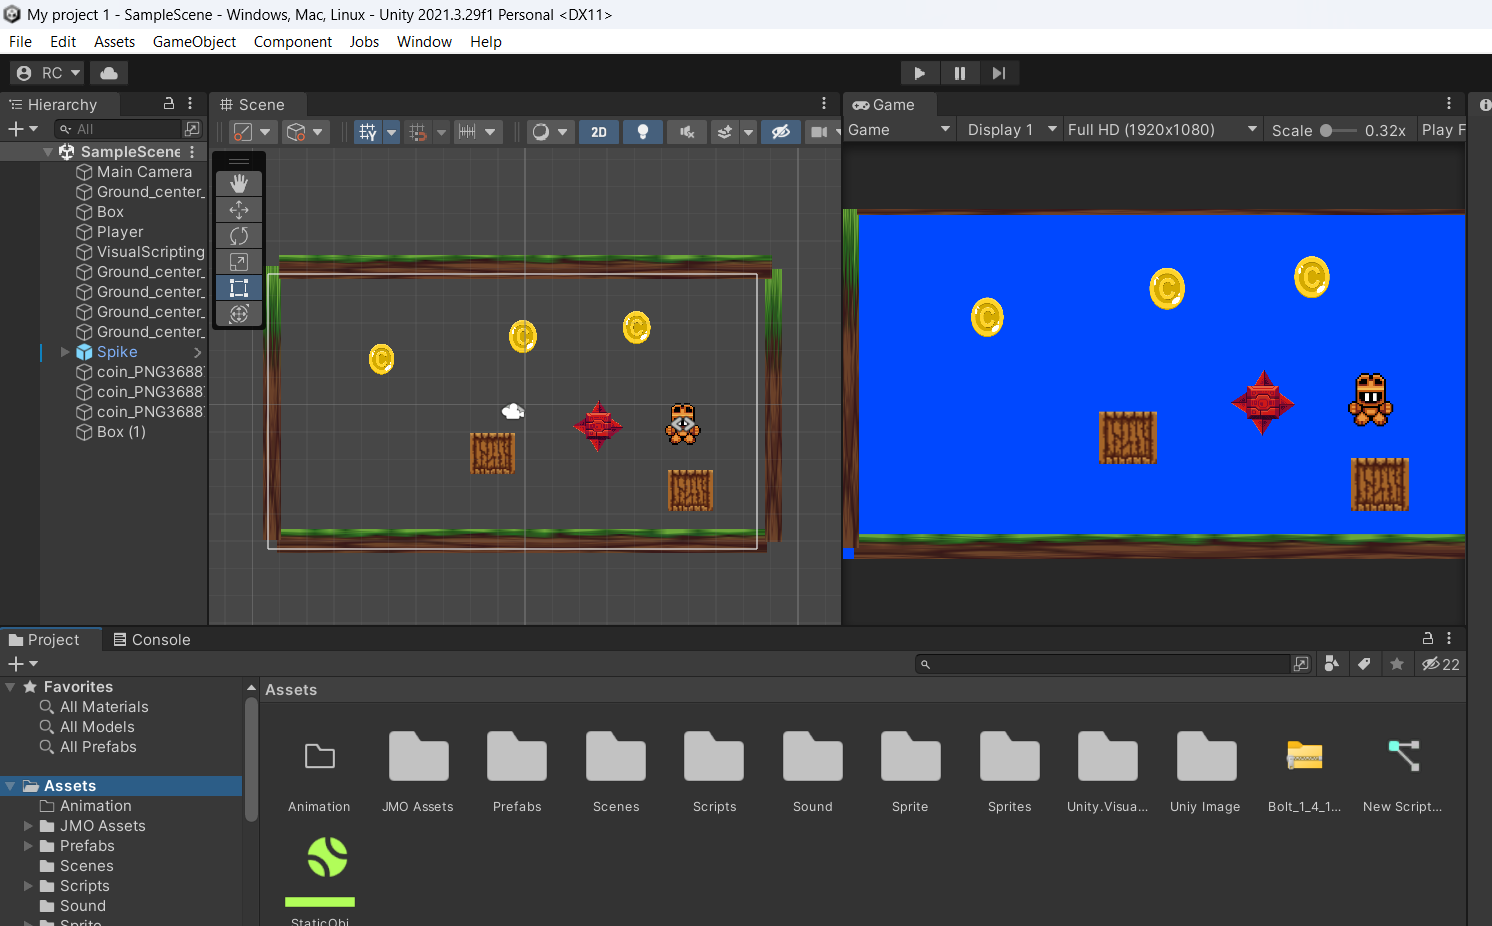 My project 1 - SampleScene - Windows, Mac, Linux - Unity 2021.3.29f1 Personal <DX11>
File Edit Assets GameObject Component Jobs Window Help
RC
Hierarchy
All
SampleScene
Main Camera
Ground_center_
Box
Player
VisualScripting
Ground_center_
Ground_center_
Ground_center_
Ground_center_
Spike
coin_PNG3688
coin_PNG3688
coin_PNG3688
Box (1)
Scene
2D
Game
Game Display 1 Full HD (1920x1080) Scale 0.32x Play F
C C C
C C C
Project Console
22
Favorites
All Materials
All Models
All Prefabs
Assets
Animation
JMO Assets
Prefabs
Scenes
Scripts
Sound
Sprite
Assets
Animation JMO Assets Prefabs Scenes Scripts Sound Sprite Sprites Unity.Visua... Uniy Image Bolt_1_4_1... New Script...
StaticObj